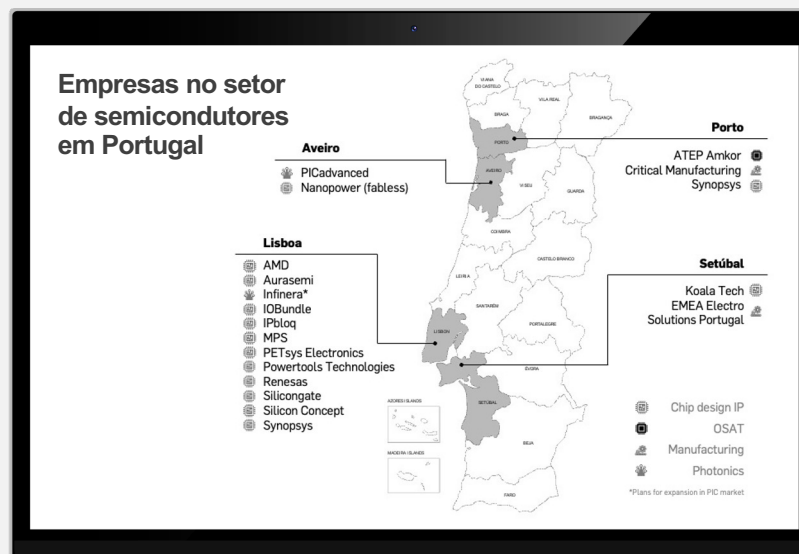 Empresas no setor
de semicondutores
em Portugal
Aveiro
PICadvanced
Nanopower (fabless)
Lisboa
AMD
Aurasemi
Infinera*
IOBundle
IPbloq
MPS
PETsys Electronics
Powertools Technologies
Renesas
Silicongate
Silicon Concept
Synopsys
Porto
ATEP Amkor
Critical Manufacturing
Synopsys
Setúbal
Koala Tech
EMEA Electro
Solutions Portugal
VIANA
DO CASTELO
BRAGA
VILA REAL
BRAGANÇA
PORTO
AVEIRO
VISEU
GUARDA
COIMBRA
CASTELO BRANCO
LEIRIA
SANTARÉM
PORTALEGRE
LISBON
ÉVORA
SETÚBAL
BEJA
FARO
AZORES ISLANDS
MADEIRA ISLANDS
Chip design IP
OSAT
Manufacturing
Photonics
*Plans for expansion in PIC market